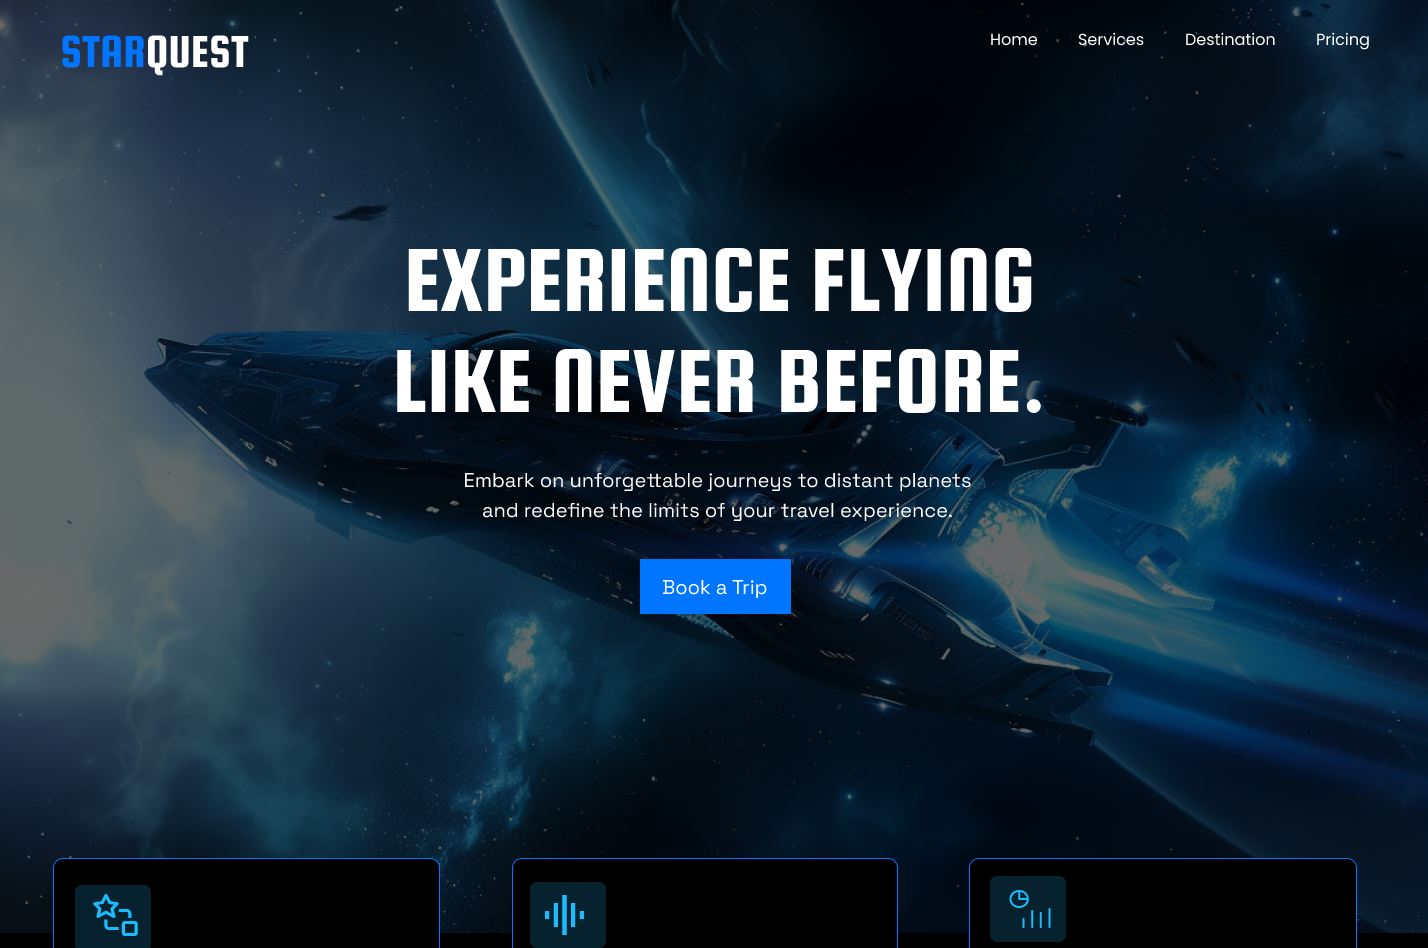 STARQUEST
Home Services Destination Pricing
EXPERIENCE FLYING
LIKE NEVER BEFORE.
Embark on unforgettable journeys to distant planets
and redefine the limits of your travel experience.
Book a Trip